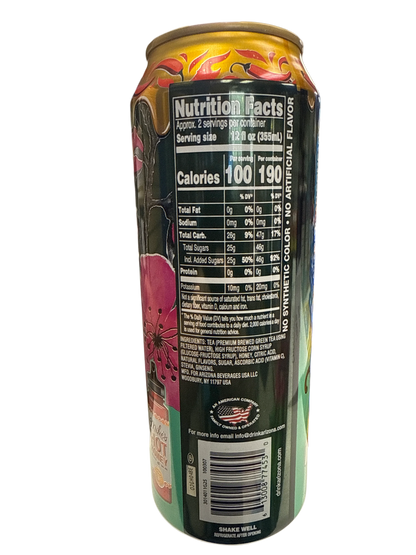 Nutrition Facts
Approx. 2 servings per container
Serving size 12 fl oz (355mL)
Per serving Per container
Calories 100 190
% DV* % DV*
Total Fat 0g 0% 0g 0%
Sodium 0mg 0% 0mg 0%
Total Carb. 26g 9% 47g 17%
Total Sugars 25g 46g
Incl. Added Sugars 25g 50% 46g 92%
Protein 0g 0% 0g 0%
Potassium 10mg 0% 20mg 0%
Not a significant source of saturated fat, trans fat, cholesterol,
dietary fiber, vitamin D, calcium and iron.
*The % Daily Value (DV) tells you how much a nutrient in a
serving of food contributes to a daily diet. 2,000 calories a day
is used for general nutrition advice.
INGREDIENTS: TEA (PREMIUM BREWED GREEN TEA USING
FILTERED WATER), HIGH FRUCTOSE CORN SYRUP
(GLUCOSE-FRUCTOSE SYRUP), HONEY, CITRIC ACID,
NATURAL FLAVORS, SUGAR, ASCORBIC ACID (VITAMIN C),
STEVIA, GINSENG.
MFG. FOR ARIZONA BEVERAGES USA LLC
WOODBURY, NY 11797 USA
NO SYNTHETIC COLOR • NO ARTIFICIAL FLAVOR
AN AMERICAN COMPANY
FAMILY OWNED & OPERATED
For more info email info@drinkarizona.com
drinkarizona.com
SHAKE WELL
REFRIGERATE AFTER OPENING